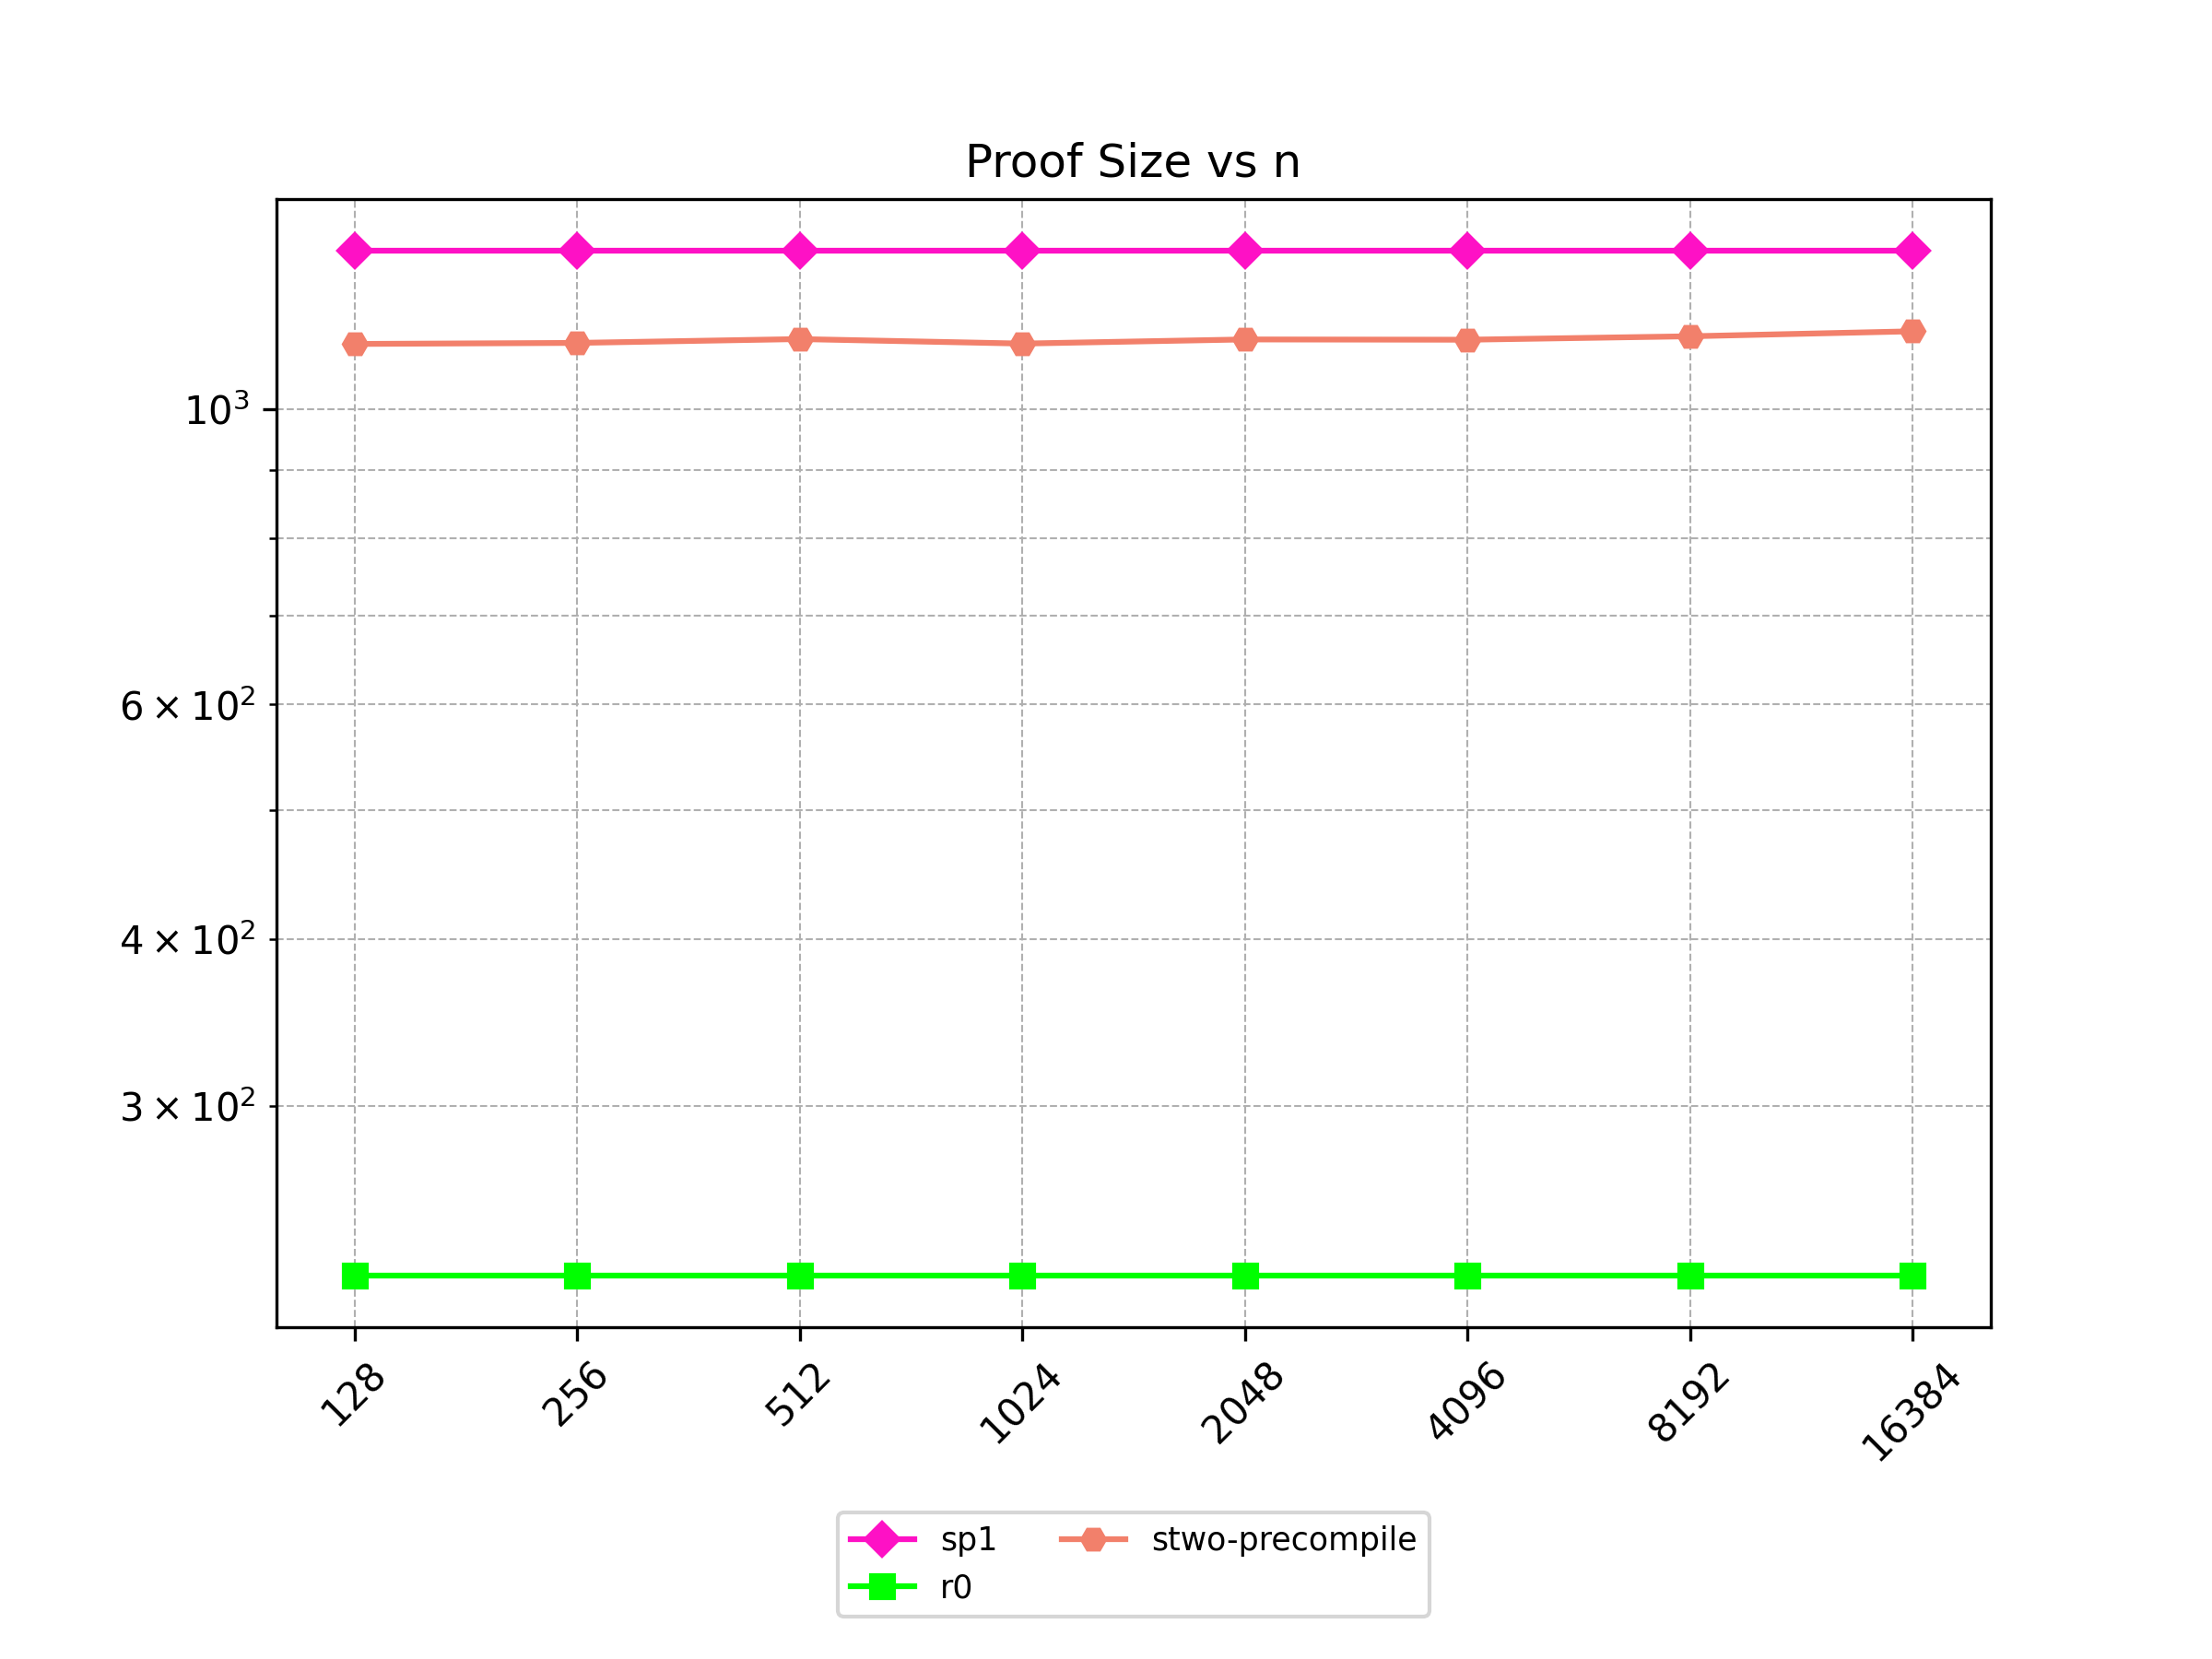 Proof Size vs n
10³
6 × 10²
4 × 10²
3 × 10²
128
256
512
1024
2048
4096
8192
16384
sp1
r0
stwo-precompile